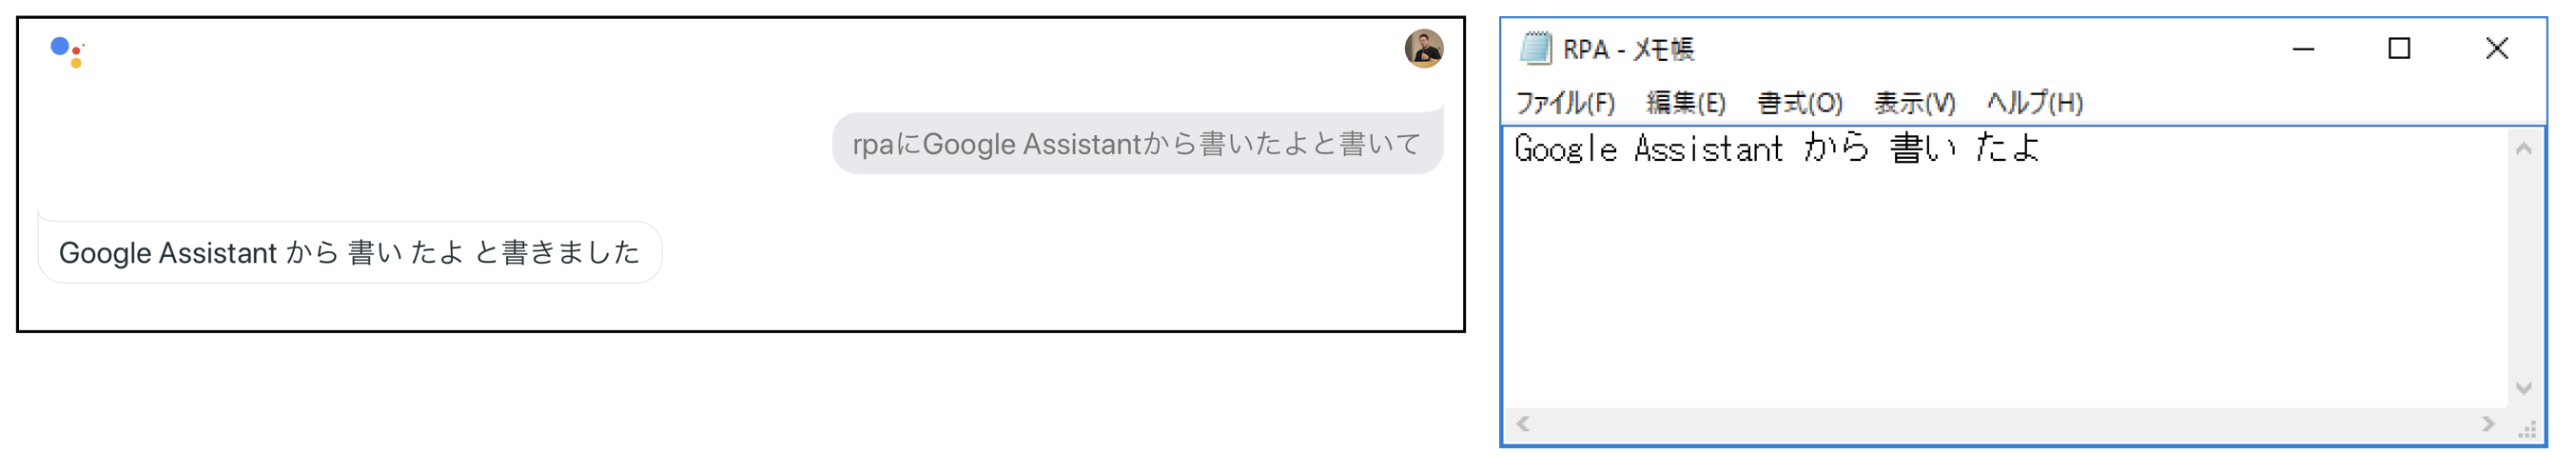 rpaにGoogle Assistantから書いたよと書いて
Google Assistant から 書い たよ と書きました
RPA - メモ帳
ファイル(F) 編集(E) 書式(O) 表示(V) ヘルプ(H)
Google Assistant から 書い たよ